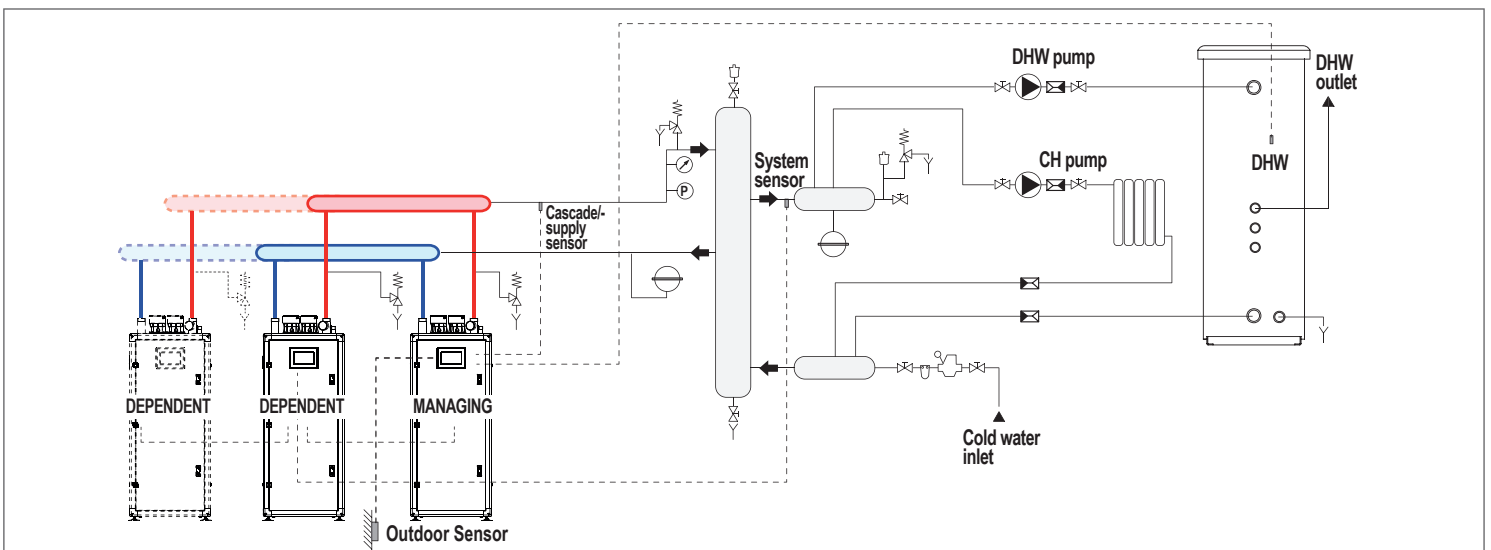 DHW pump
DHW
outlet
System
sensor
CH pump
DHW
P
Cascade/-
supply
sensor
DEPENDENT
DEPENDENT
MANAGING
Cold water
inlet
Outdoor Sensor